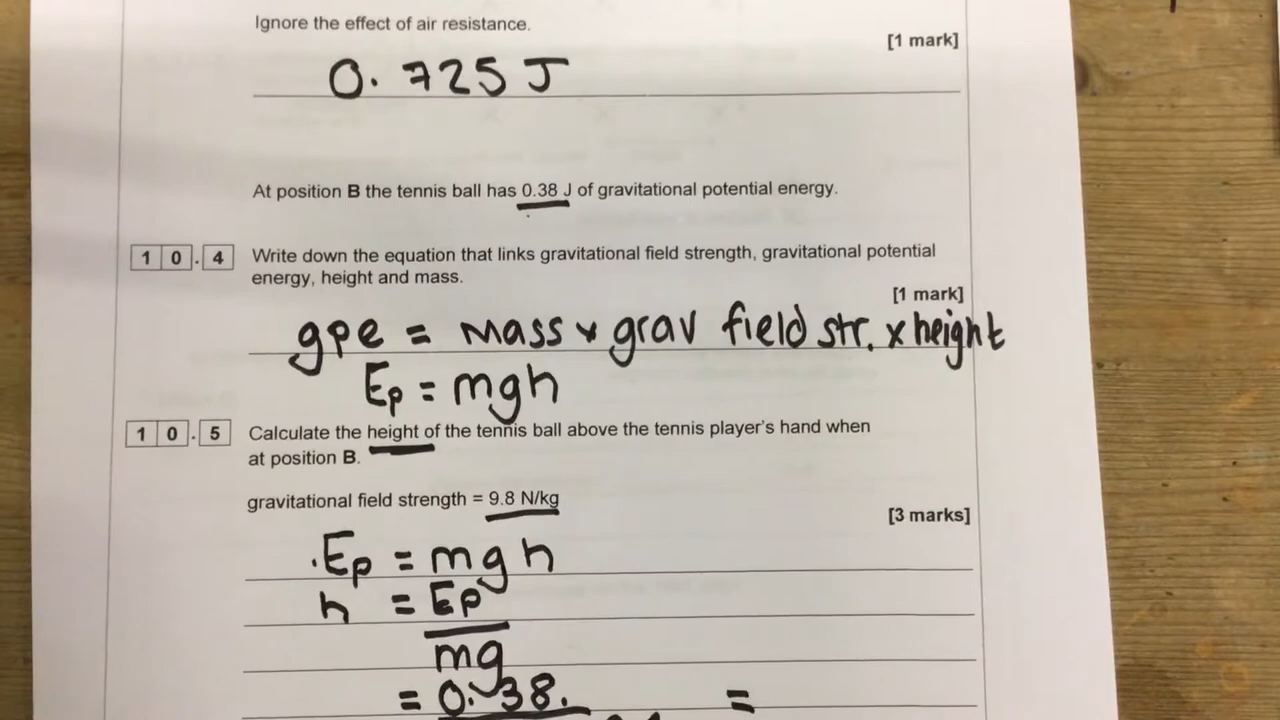 Ignore the effect of air resistance.
[1 mark]
0.725 J
At position B the tennis ball has 0.38 J of gravitational potential energy.
1 0 . 4 Write down the equation that links gravitational field strength, gravitational potential
energy, height and mass.
[1 mark]
gpe = mass x grav field str. x height
Ep = mgh
1 0 . 5 Calculate the height of the tennis ball above the tennis player's hand when
at position B.
gravitational field strength = 9.8 N/kg
[3 marks]
Ep = mgh
h = Ep
mg
= 0.38. =